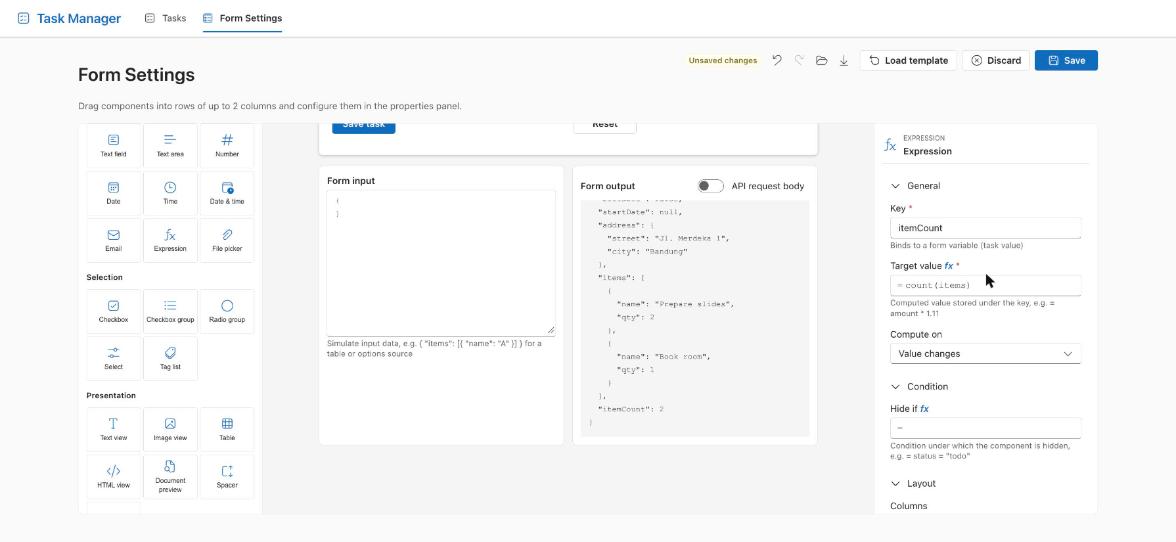 Task Manager
Tasks
Form Settings
Form Settings
Unsaved changes
Load template
Discard
Save
Drag components into rows of up to 2 columns and configure them in the properties panel.
Text field
Text area
Number
Date
Time
Date & time
Email
Expression
File picker
Selection
Checkbox
Checkbox group
Radio group
Select
Tag list
Presentation
Text view
Image view
Table
HTML view
Document
preview
Spacer
Save task
Reset
Form input
{
}
Simulate input data, e.g. { "items": [{ "name": "A" }] } for a
table or options source
Form output
API request body
"startDate": null,
"address": {
"street": "Jl. Merdeka 1",
"city": "Bandung"
},
"items": [
{
"name": "Prepare slides",
"qty": 2
},
{
"name": "Book room",
"qty": 1
}
],
"itemCount": 2
}
EXPRESSION
fx Expression
General
Key *
itemCount
Binds to a form variable (task value)
Target value fx *
= count(items)
Computed value stored under the key, e.g. =
amount * 1.11
Compute on
Value changes
Condition
Hide if fx
=
Condition under which the component is hidden,
e.g. = status = "todo"
Layout
Columns